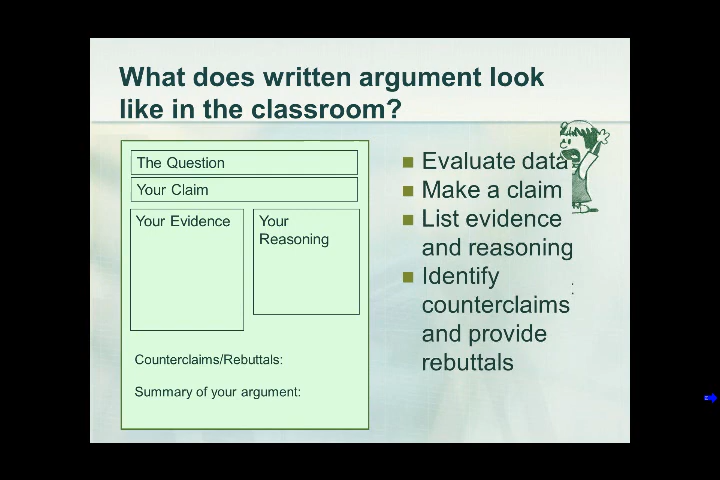 What does written argument look
like in the classroom?
The Question
Your Claim
Your Evidence
Your
Reasoning
Counterclaims/Rebuttals:
Summary of your argument:
Evaluate data
Make a claim
List evidence
and reasoning
Identify
counterclaims
and provide
rebuttals